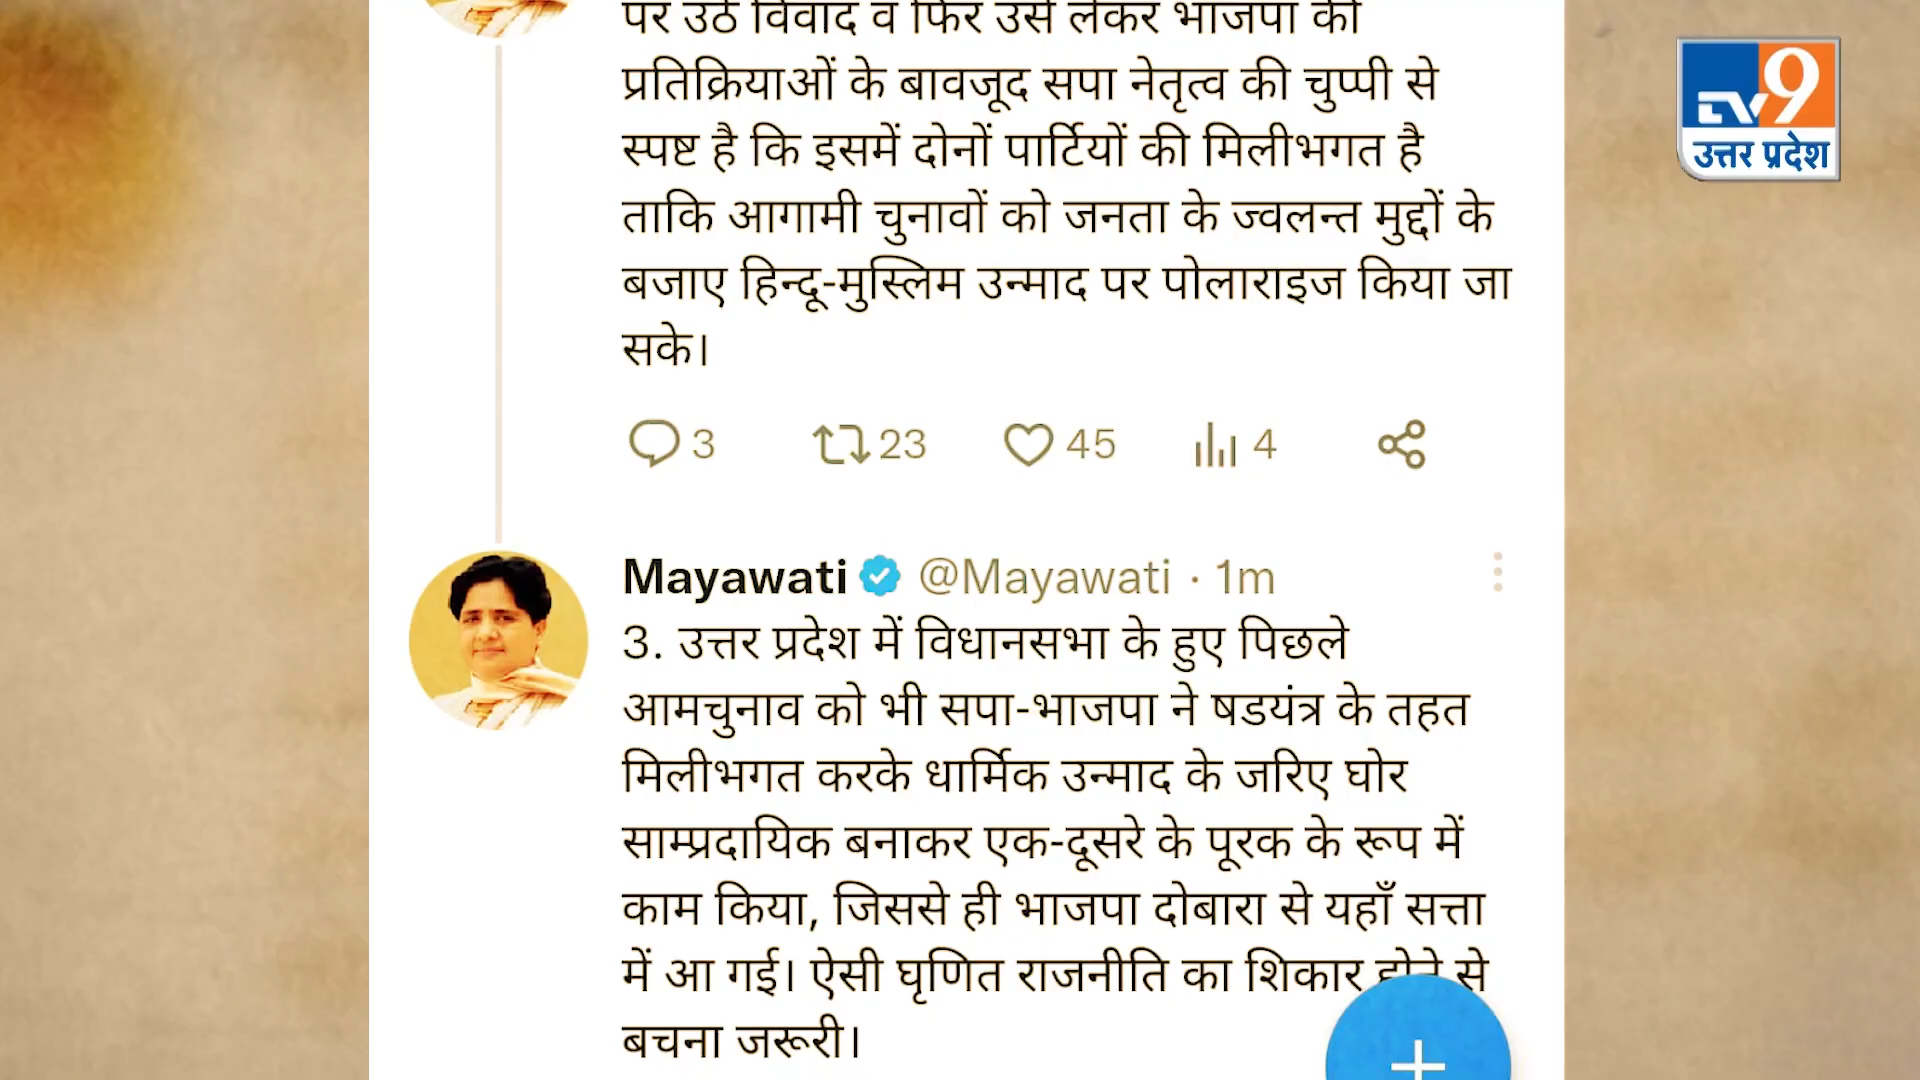 पर उठे विवाद व फिर उसे लेकर भाजपा की
प्रतिक्रियाओं के बावजूद सपा नेतृत्व की चुप्पी से
स्पष्ट है कि इसमें दोनों पार्टियों की मिलीभगत है
ताकि आगामी चुनावों को जनता के ज्वलन्त मुद्दों के
बजाए हिन्दू-मुस्लिम उन्माद पर पोलाराइज किया जा
सके।
3 23 45 4
Mayawati @Mayawati · 1m
3. उत्तर प्रदेश में विधानसभा के हुए पिछले
आमचुनाव को भी सपा-भाजपा ने षडयंत्र के तहत
मिलीभगत करके धार्मिक उन्माद के जरिए घोर
साम्प्रदायिक बनाकर एक-दूसरे के पूरक के रूप में
काम किया, जिससे ही भाजपा दोबारा से यहाँ सत्ता
में आ गई। ऐसी घृणित राजनीति का शिकार होने से
बचना जरूरी।
TV9
उत्तर प्रदेश